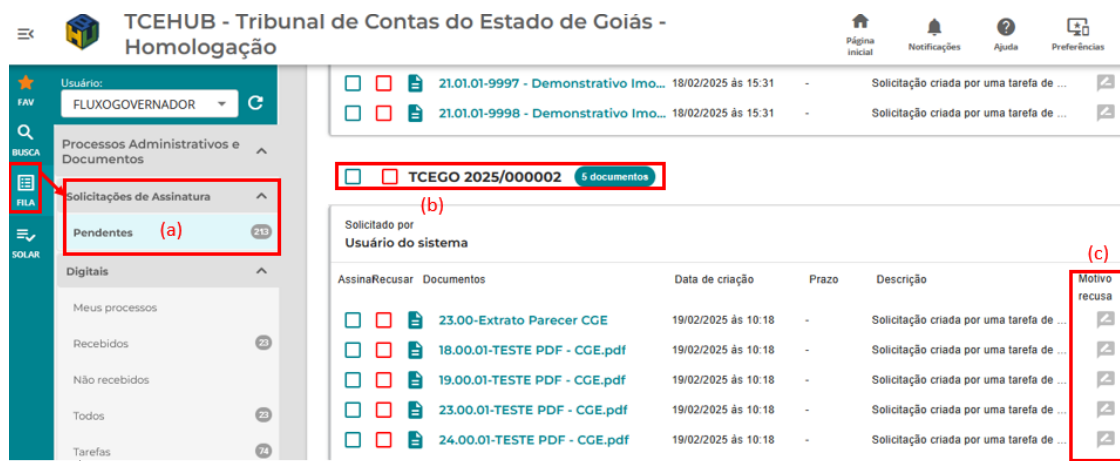 TCEHUB - Tribunal de Contas do Estado de Goiás -
Homologação
Página
inicial
Notificações
Ajuda
Preferências
FAV
BUSCA
FILA
SOLAR
Usuário:
FLUXOGOVERNADOR
Processos Administrativos e
Documentos
Solicitações de Assinatura
Pendentes (a) 213
Digitais
Meus processos
Recebidos 23
Não recebidos
Todos 23
Tarefas 74
21.01.01-9997 - Demonstrativo Imo... 18/02/2025 ás 15:31 - Solicitação criada por uma tarefa de ...
21.01.01-9998 - Demonstrativo Imo... 18/02/2025 ás 15:31 - Solicitação criada por uma tarefa de ...
TCEGO 2025/000002 5 documentos
(b)
Solicitado por
Usuário do sistema
(c)
Assinar Recusar Documentos Data de criação Prazo Descrição Motivo
recusa
23.00-Extrato Parecer CGE 19/02/2025 ás 10:18 - Solicitação criada por uma tarefa de ...
18.00.01-TESTE PDF - CGE.pdf 19/02/2025 ás 10:18 - Solicitação criada por uma tarefa de ...
19.00.01-TESTE PDF - CGE.pdf 19/02/2025 ás 10:18 - Solicitação criada por uma tarefa de ...
23.00.01-TESTE PDF - CGE.pdf 19/02/2025 ás 10:18 - Solicitação criada por uma tarefa de ...
24.00.01-TESTE PDF - CGE.pdf 19/02/2025 ás 10:18 - Solicitação criada por uma tarefa de ...